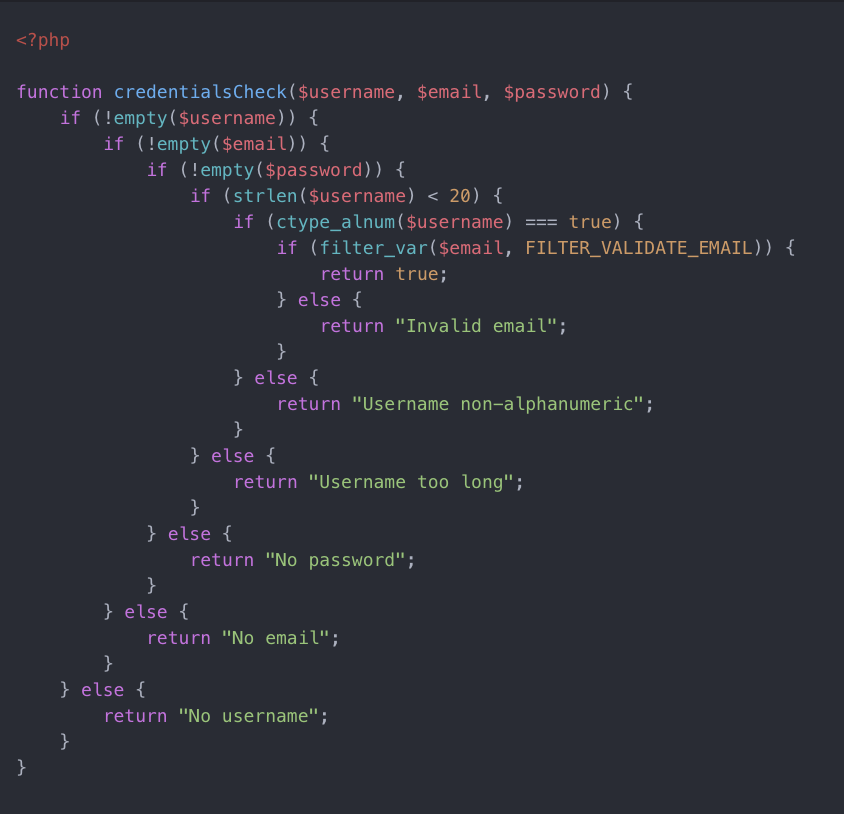 <?php
function credentialsCheck($username, $email, $password) {
    if (!empty($username)) {
        if (!empty($email)) {
            if (!empty($password)) {
                if (strlen($username) < 20) {
                    if (ctype_alnum($username) === true) {
                        if (filter_var($email, FILTER_VALIDATE_EMAIL)) {
                            return true;
                        } else {
                            return "Invalid email";
                        }
                    } else {
                        return "Username non-alphanumeric";
                    }
                } else {
                    return "Username too long";
                }
            } else {
                return "No password";
            }
        } else {
            return "No email";
        }
    } else {
        return "No username";
    }
}